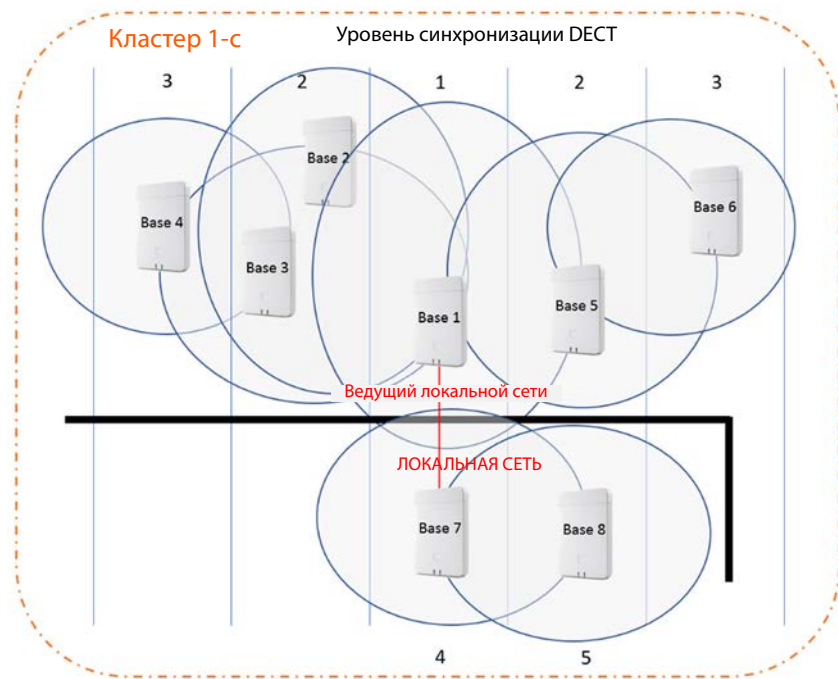 Кластер 1-с
Уровень синхронизации DECT
3 2 1 2 3
Base 2
Base 4
Base 6
Base 3
Base 1
Base 5
Ведущий локальной сети
ЛОКАЛЬНАЯ СЕТЬ
Base 7
Base 8
4 5